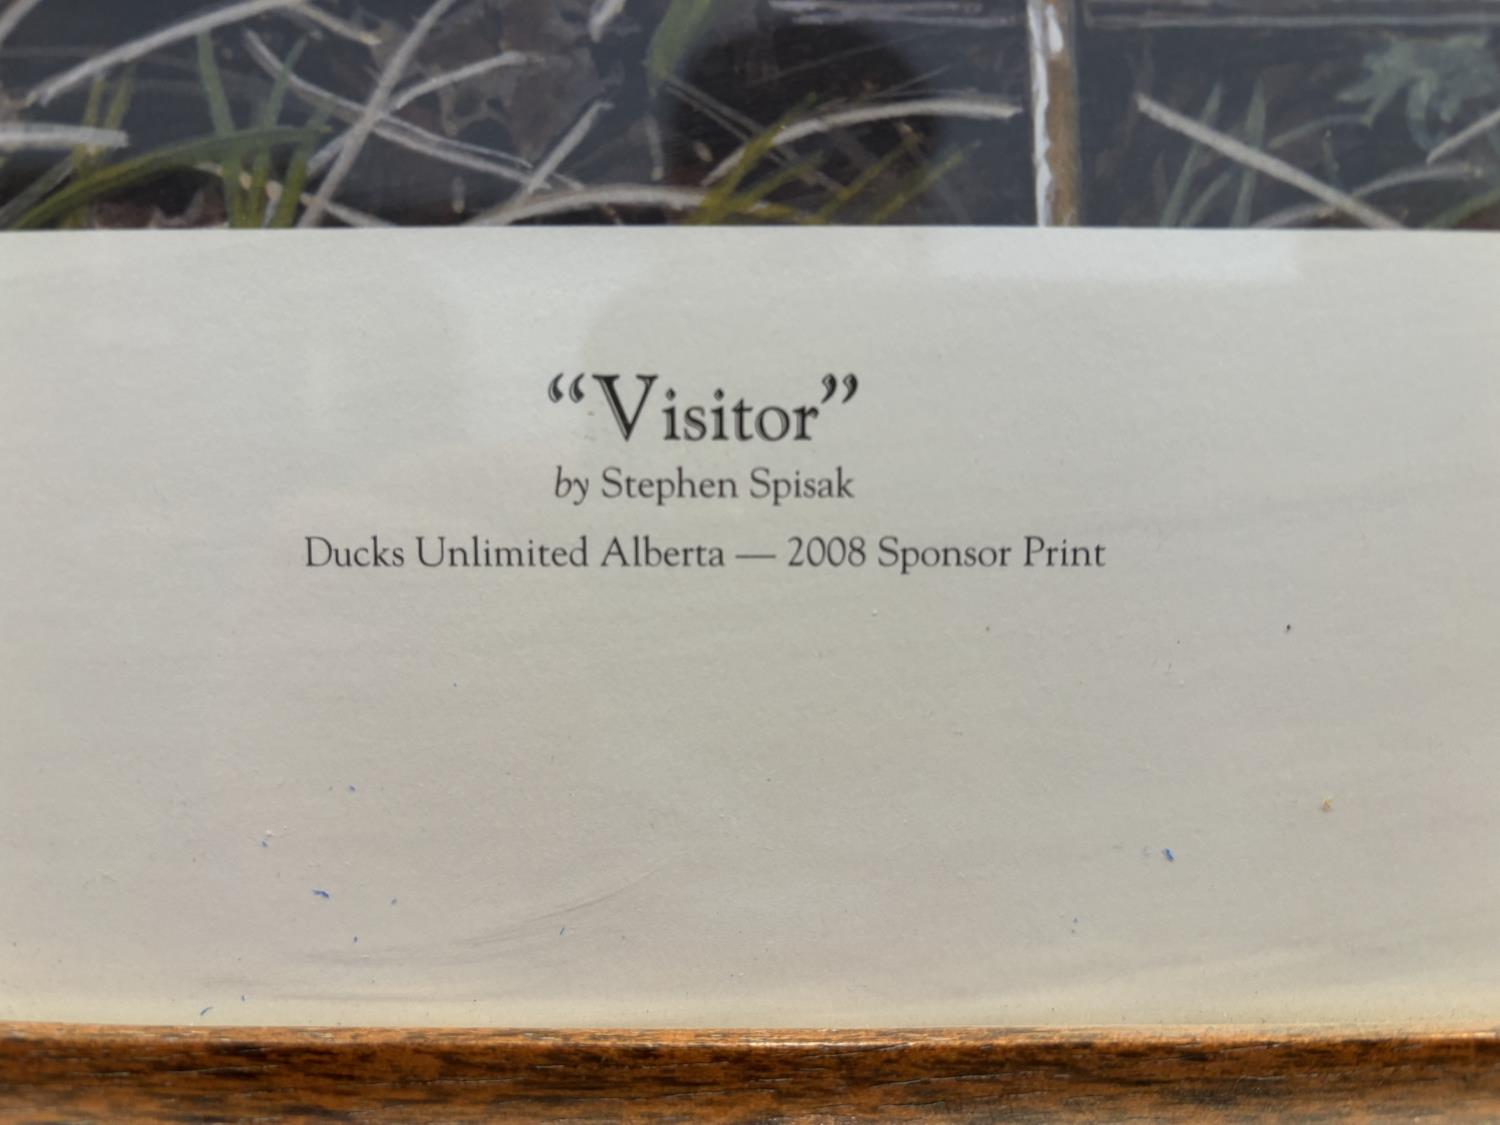 “Visitor”
by Stephen Spisak
Ducks Unlimited Alberta — 2008 Sponsor Print